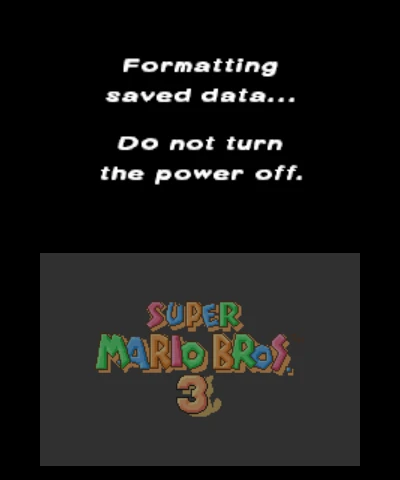 Formatting
saved data...
Do not turn
the power off.
SUPER
MARIO BROS.
3